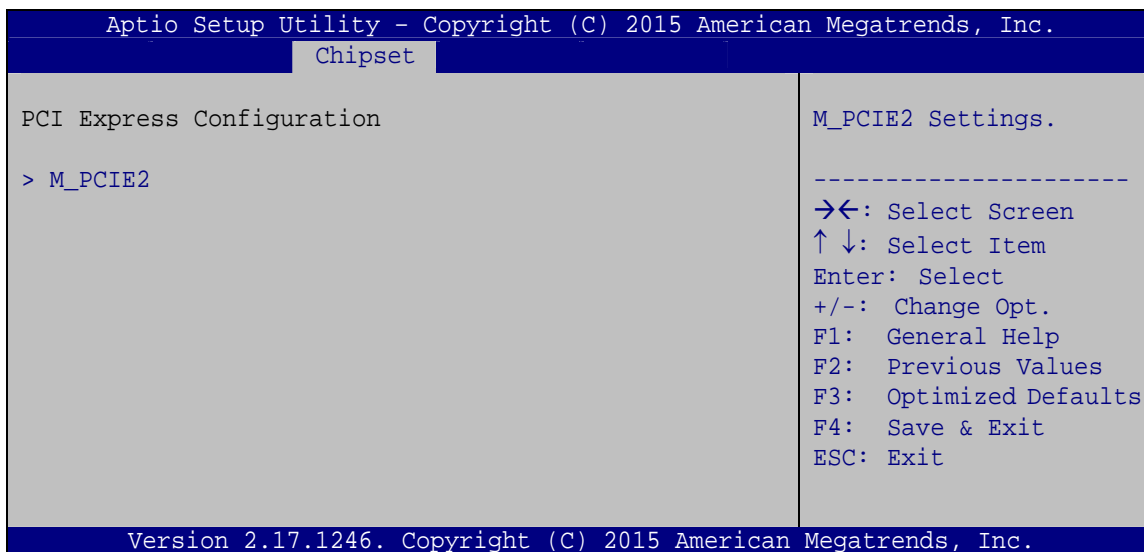 Aptio Setup Utility – Copyright (C) 2015 American Megatrends, Inc.
Chipset
PCI Express Configuration
> M_PCIE2
M_PCIE2 Settings.
----------------------
→←: Select Screen
↑ ↓: Select Item
Enter: Select
+/-: Change Opt.
F1: General Help
F2: Previous Values
F3: Optimized Defaults
F4: Save & Exit
ESC: Exit
Version 2.17.1246. Copyright (C) 2015 American Megatrends, Inc.